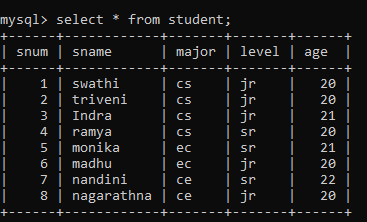 mysql> select * from student;
+------+------------+-------+-------+------+
| snum | sname      | major | level | age  |
+------+------------+-------+-------+------+
|    1 | swathi     | cs    | jr    |   20 |
|    2 | triveni    | cs    | jr    |   20 |
|    3 | Indra      | cs    | jr    |   21 |
|    4 | ramya      | cs    | sr    |   20 |
|    5 | monika     | ec    | sr    |   21 |
|    6 | madhu      | ec    | jr    |   20 |
|    7 | nandini    | ce    | sr    |   22 |
|    8 | nagarathna | ce    | jr    |   20 |
+------+------------+-------+-------+------+